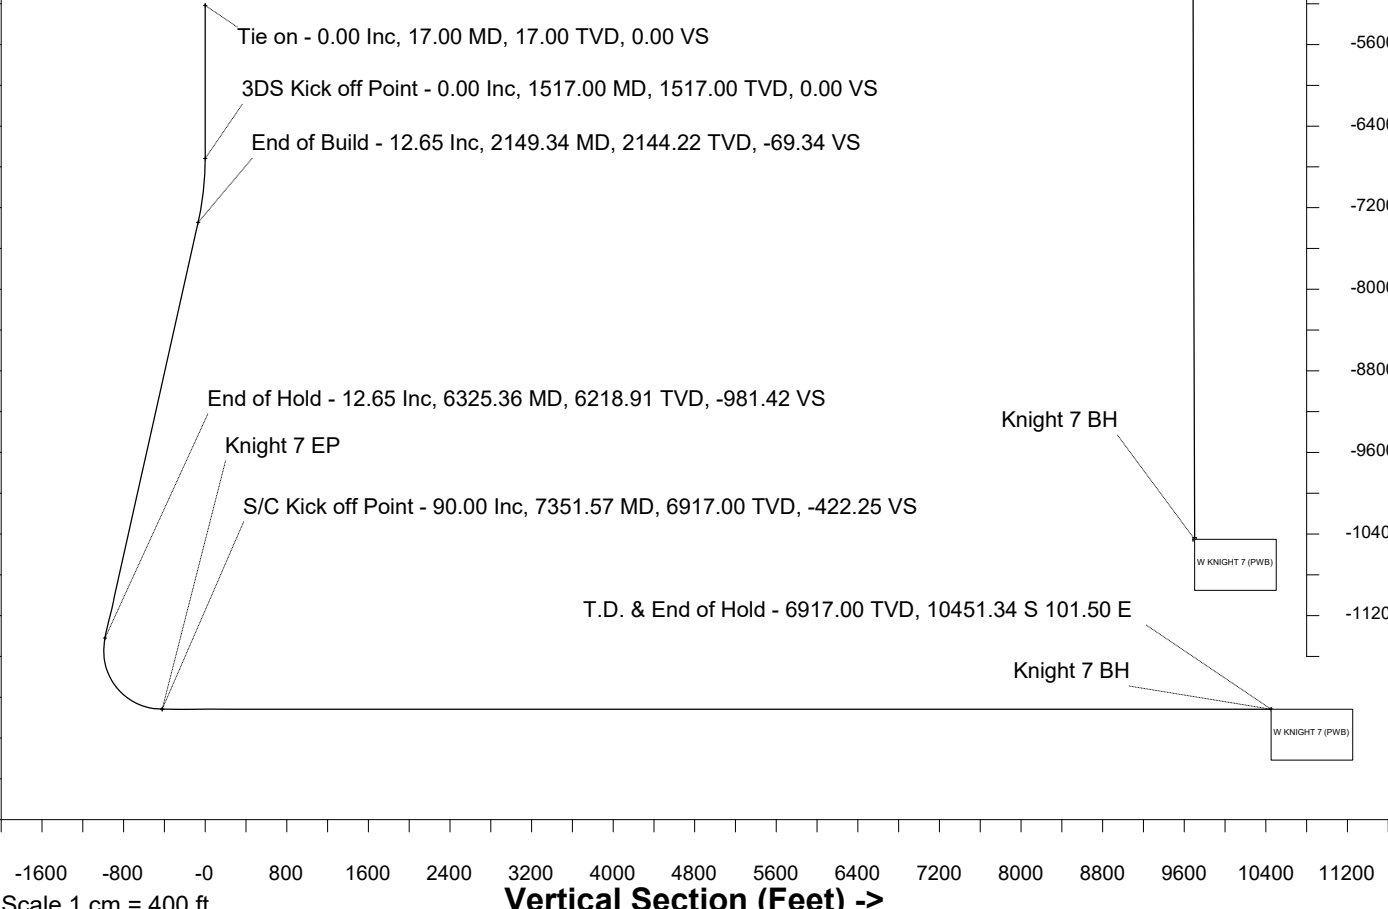 Tie on - 0.00 Inc, 17.00 MD, 17.00 TVD, 0.00 VS
-5600
3DS Kick off Point - 0.00 Inc, 1517.00 MD, 1517.00 TVD, 0.00 VS
-6400
End of Build - 12.65 Inc, 2149.34 MD, 2144.22 TVD, -69.34 VS
-7200
-8000
-8800
End of Hold - 12.65 Inc, 6325.36 MD, 6218.91 TVD, -981.42 VS
Knight 7 BH
Knight 7 EP
-9600
S/C Kick off Point - 90.00 Inc, 7351.57 MD, 6917.00 TVD, -422.25 VS
-1040
W KNIGHT 7 (PWB)
T.D. & End of Hold - 6917.00 TVD, 10451.34 S 101.50 E
-1120
Knight 7 BH
W KNIGHT 7 (PWB)
-1600 -800 -0 800 1600 2400 3200 4000 4800 5600 6400 7200 8000 8800 9600 10400 11200
Scale 1 cm = 400 ft
Vertical Section (Feet) ->